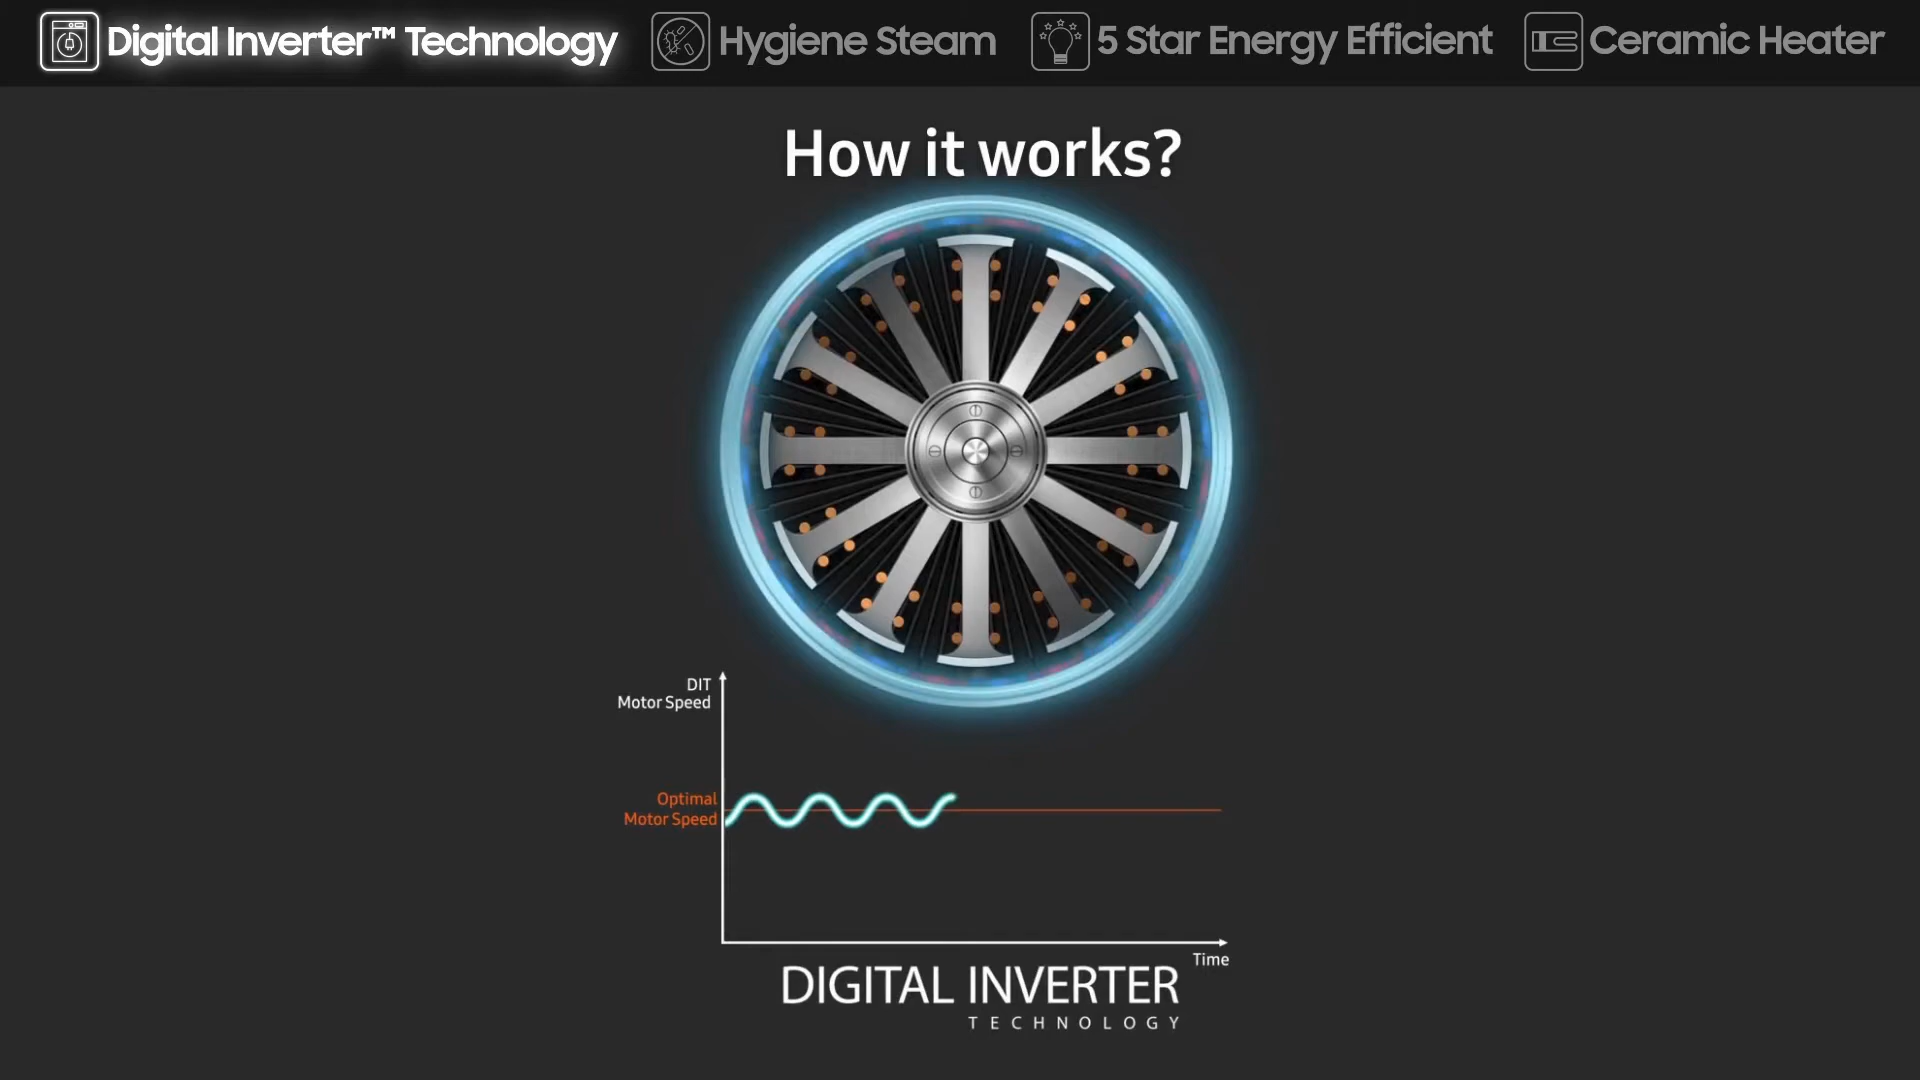 Digital Inverter™ Technology
Hygiene Steam
5 Star Energy Efficient
Ceramic Heater
How it works?
DIT
Motor Speed
Optimal
Motor Speed
Time
DIGITAL INVERTER
TECHNOLOGY